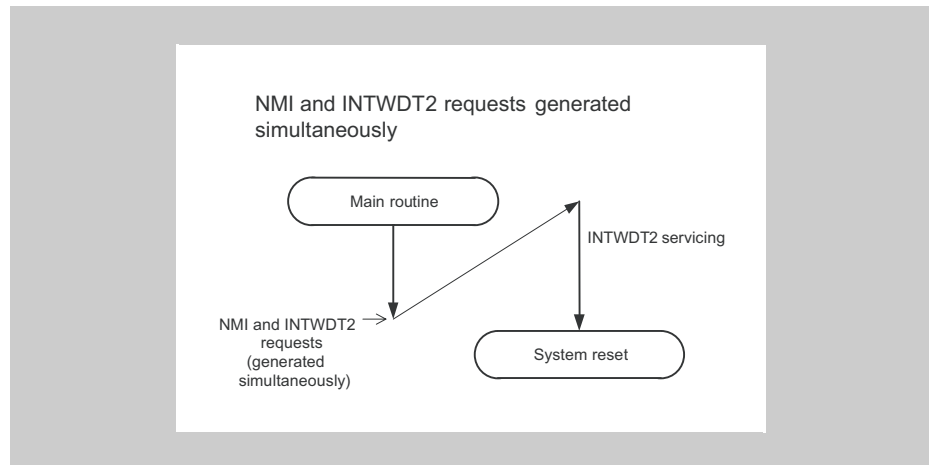 NMI and INTWDT2 requests generated
simultaneously
Main routine
INTWDT2 servicing
NMI and INTWDT2
requests
(generated
simultaneously)
System reset